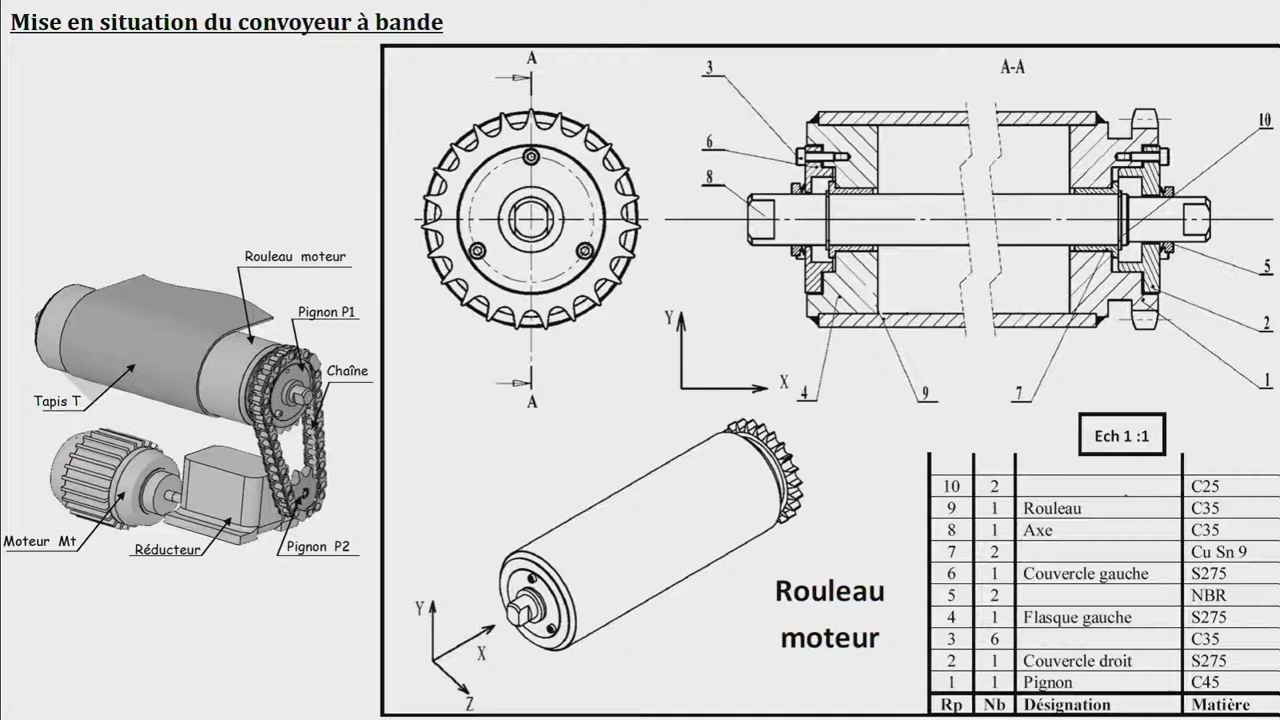 Mise en situation du convoyeur à bande
Rouleau moteur
Pignon P1
Chaîne
Tapis T
Moteur Mt
Réducteur
Pignon P2
A
A
A-A
3
6
8
10
5
2
1
4
9
7
Y
X
Ech 1 :1
Y
X
Z
Rouleau
moteur
10 2 C25
9 1 Rouleau C35
8 1 Axe C35
7 2 Cu Sn 9
6 1 Couvercle gauche S275
5 2 NBR
4 1 Flasque gauche S275
3 6 C35
2 1 Couvercle droit S275
1 1 Pignon C45
Rp Nb Désignation Matière